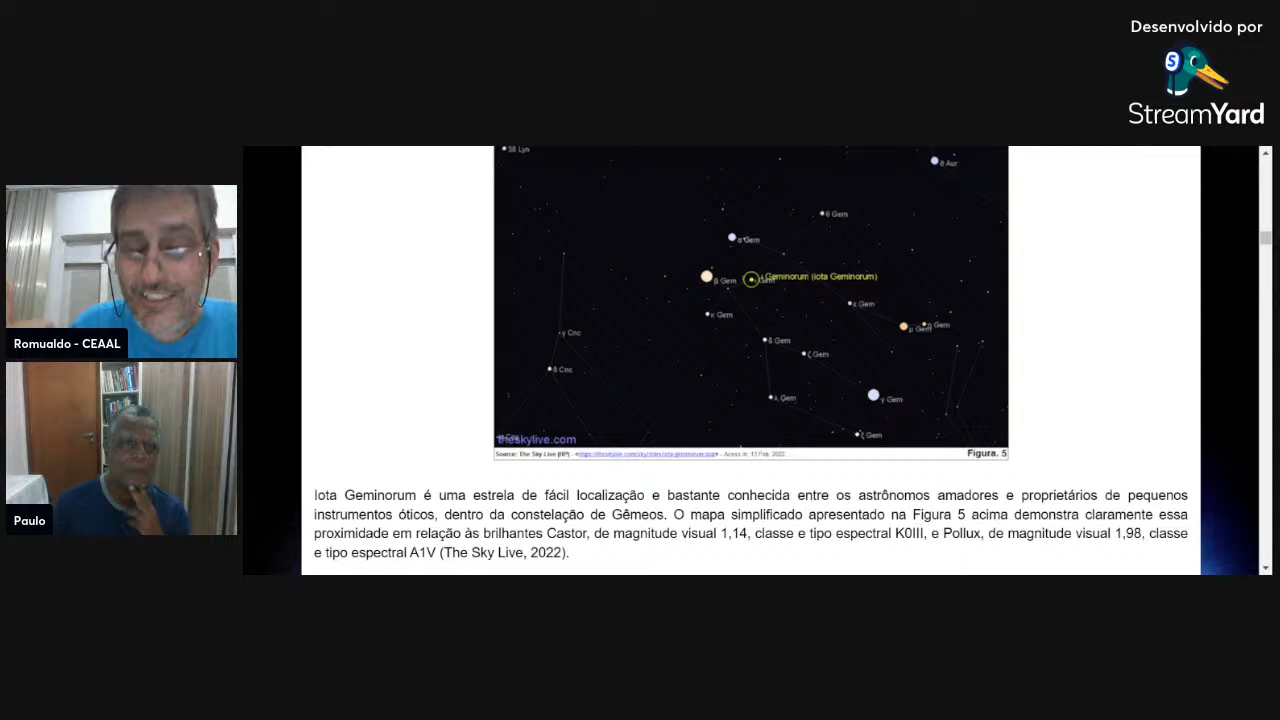 Desenvolvido por
StreamYard
Romualdo - CEAAL
Paulo
38 Lyn
θ Aur
θ Gem
α Gem
β Gem
ι Geminorum (iota Geminorum)
κ Gem
ε Gem
μ Gem
η Gem
γ Cnc
δ Gem
ζ Gem
δ Cnc
λ Gem
γ Gem
ξ Gem
theskylive.com
Figura. 5
Iota Geminorum é uma estrela de fácil localização e bastante conhecida entre os astrônomos amadores e proprietários de pequenos
instrumentos óticos, dentro da constelação de Gêmeos. O mapa simplificado apresentado na Figura 5 acima demonstra claramente essa
proximidade em relação às brilhantes Castor, de magnitude visual 1,14, classe e tipo espectral K0III, e Pollux, de magnitude visual 1,98, classe
e tipo espectral A1V (The Sky Live, 2022).